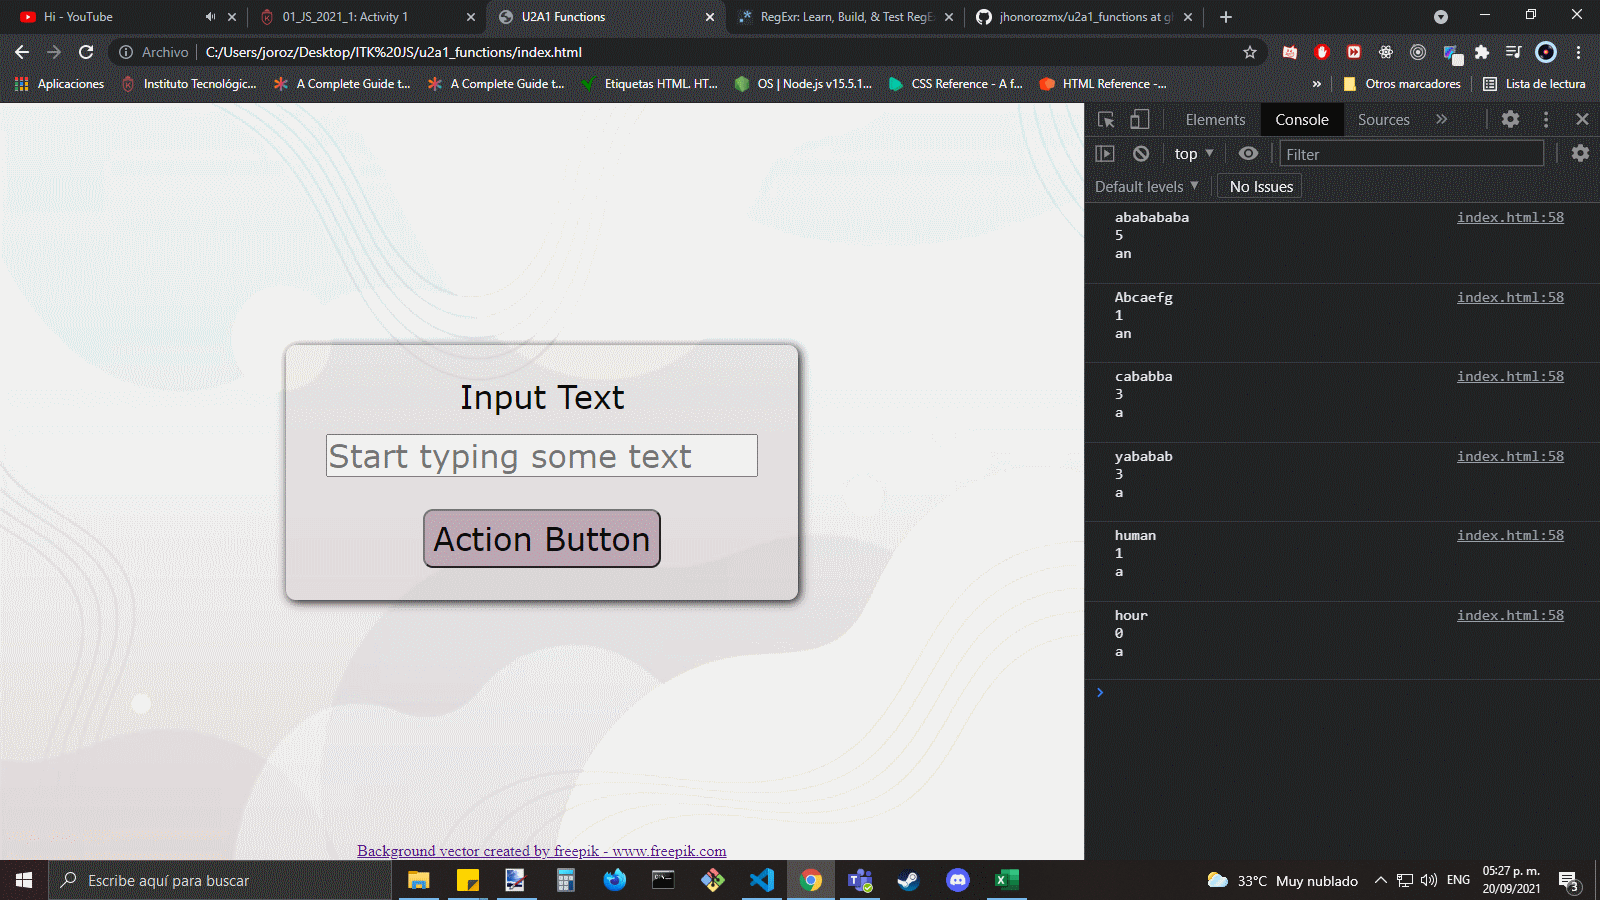 Hi - YouTube
01_JS_2021_1: Activity 1
U2A1 Functions
RegExr: Learn, Build, & Test RegE
jhonorozmx/u2a1_functions at g
Archivo
C:/Users/joroz/Desktop/ITK%20JS/u2a1_functions/index.html
Aplicaciones
Instituto Tecnológic...
A Complete Guide t...
A Complete Guide t...
Etiquetas HTML. HT...
OS | Node.js v15.5.1...
CSS Reference - A f...
HTML Reference -...
»
Otros marcadores
Lista de lectura
Elements
Console
Sources
»
top
Filter
Default levels
No Issues
ababababa index.html:58
5
an
Abcaefg index.html:58
1
an
cababba index.html:58
3
a
yababab index.html:58
3
a
human index.html:58
1
a
hour index.html:58
0
a
Input Text
Start typing some text
Action Button
Background vector created by freepik - www.freepik.com
Escribe aquí para buscar
33°C Muy nublado
ENG
05:27 p. m.
20/09/2021
3